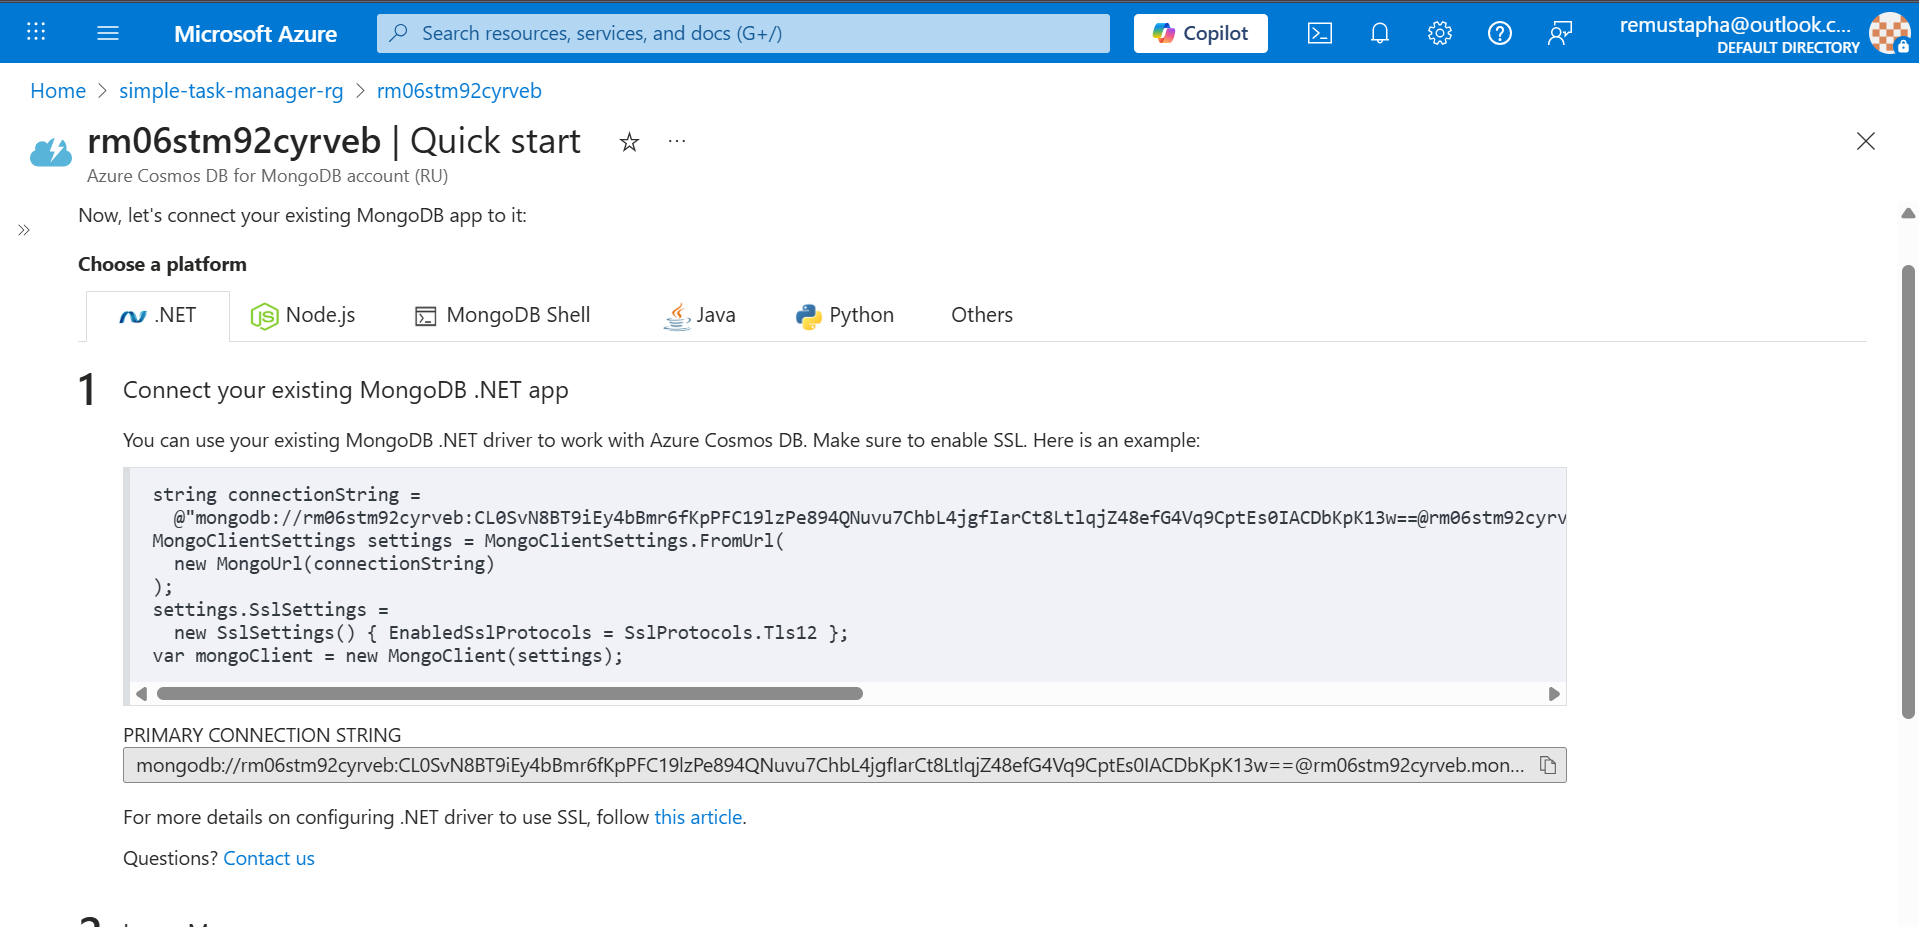 Microsoft Azure
Search resources, services, and docs (G+/)
Copilot
remustapha@outlook.c...
DEFAULT DIRECTORY
Home > simple-task-manager-rg > rm06stm92cyrveb
rm06stm92cyrveb | Quick start
Azure Cosmos DB for MongoDB account (RU)
Now, let's connect your existing MongoDB app to it:
Choose a platform
.NET
Node.js
MongoDB Shell
Java
Python
Others
1 Connect your existing MongoDB .NET app
You can use your existing MongoDB .NET driver to work with Azure Cosmos DB. Make sure to enable SSL. Here is an example:
string connectionString =
@"mongodb://rm06stm92cyrveb:CL0SvN8BT9iEy4bBmr6fKpPFC19lzPe894QNuvu7ChbL4jgfIarCt8LtlqjZ48efG4Vq9CptEs0IACDbKpK13w==@rm06stm92cyrv
MongoClientSettings settings = MongoClientSettings.FromUrl(
new MongoUrl(connectionString)
);
settings.SslSettings =
new SslSettings() { EnabledSslProtocols = SslProtocols.Tls12 };
var mongoClient = new MongoClient(settings);
PRIMARY CONNECTION STRING
mongodb://rm06stm92cyrveb:CL0SvN8BT9iEy4bBmr6fKpPFC19lzPe894QNuvu7ChbL4jgfIarCt8LtlqjZ48efG4Vq9CptEs0IACDbKpK13w==@rm06stm92cyrveb.mon...
For more details on configuring .NET driver to use SSL, follow this article.
Questions? Contact us